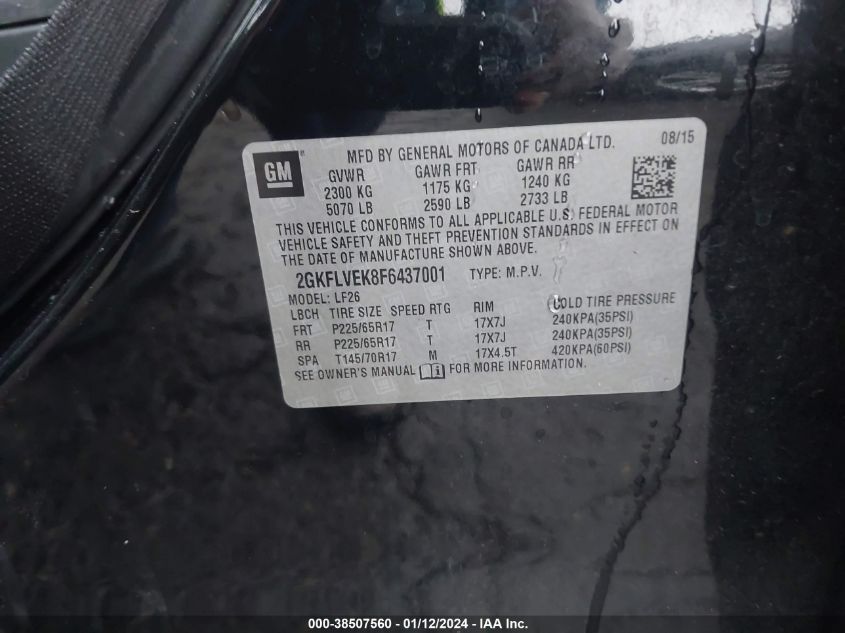 MFD BY GENERAL MOTORS OF CANADA LTD. 08/15
GM
GVWR GAWR FRT GAWR RR
2300 KG 1175 KG 1240 KG
5070 LB 2590 LB 2733 LB
THIS VEHICLE CONFORMS TO ALL APPLICABLE U.S. FEDERAL MOTOR
VEHICLE SAFETY AND THEFT PREVENTION STANDARDS IN EFFECT ON
THE DATE OF MANUFACTURE SHOWN ABOVE.
2GKFLVEK8F6437001 TYPE: M.P.V.
MODEL: LF26
LBCH TIRE SIZE SPEED RTG RIM COLD TIRE PRESSURE
FRT P225/65R17 T 17X7J 240KPA(35PSI)
RR P225/65R17 T 17X7J 240KPA(35PSI)
SPA T145/70R17 M 17X4.5T 420KPA(60PSI)
SEE OWNER'S MANUAL FOR MORE INFORMATION.
000-38507560 - 01/12/2024 - IAAI.COM